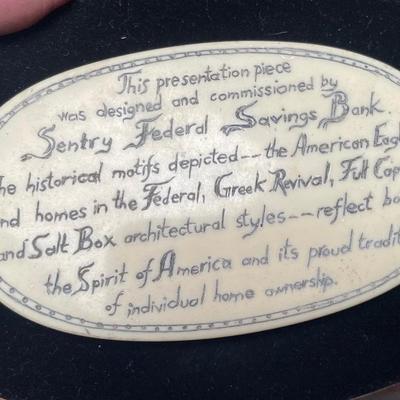 This presentation piece
was designed and commissioned by
Sentry Federal Savings Bank.
The historical motifs depicted--the American Eagl
nd homes in the Federal, Greek Revival, Full Cap
and Salt Box architectural styles--reflect bo
the Spirit of America and its proud tradit
of individual home ownership.